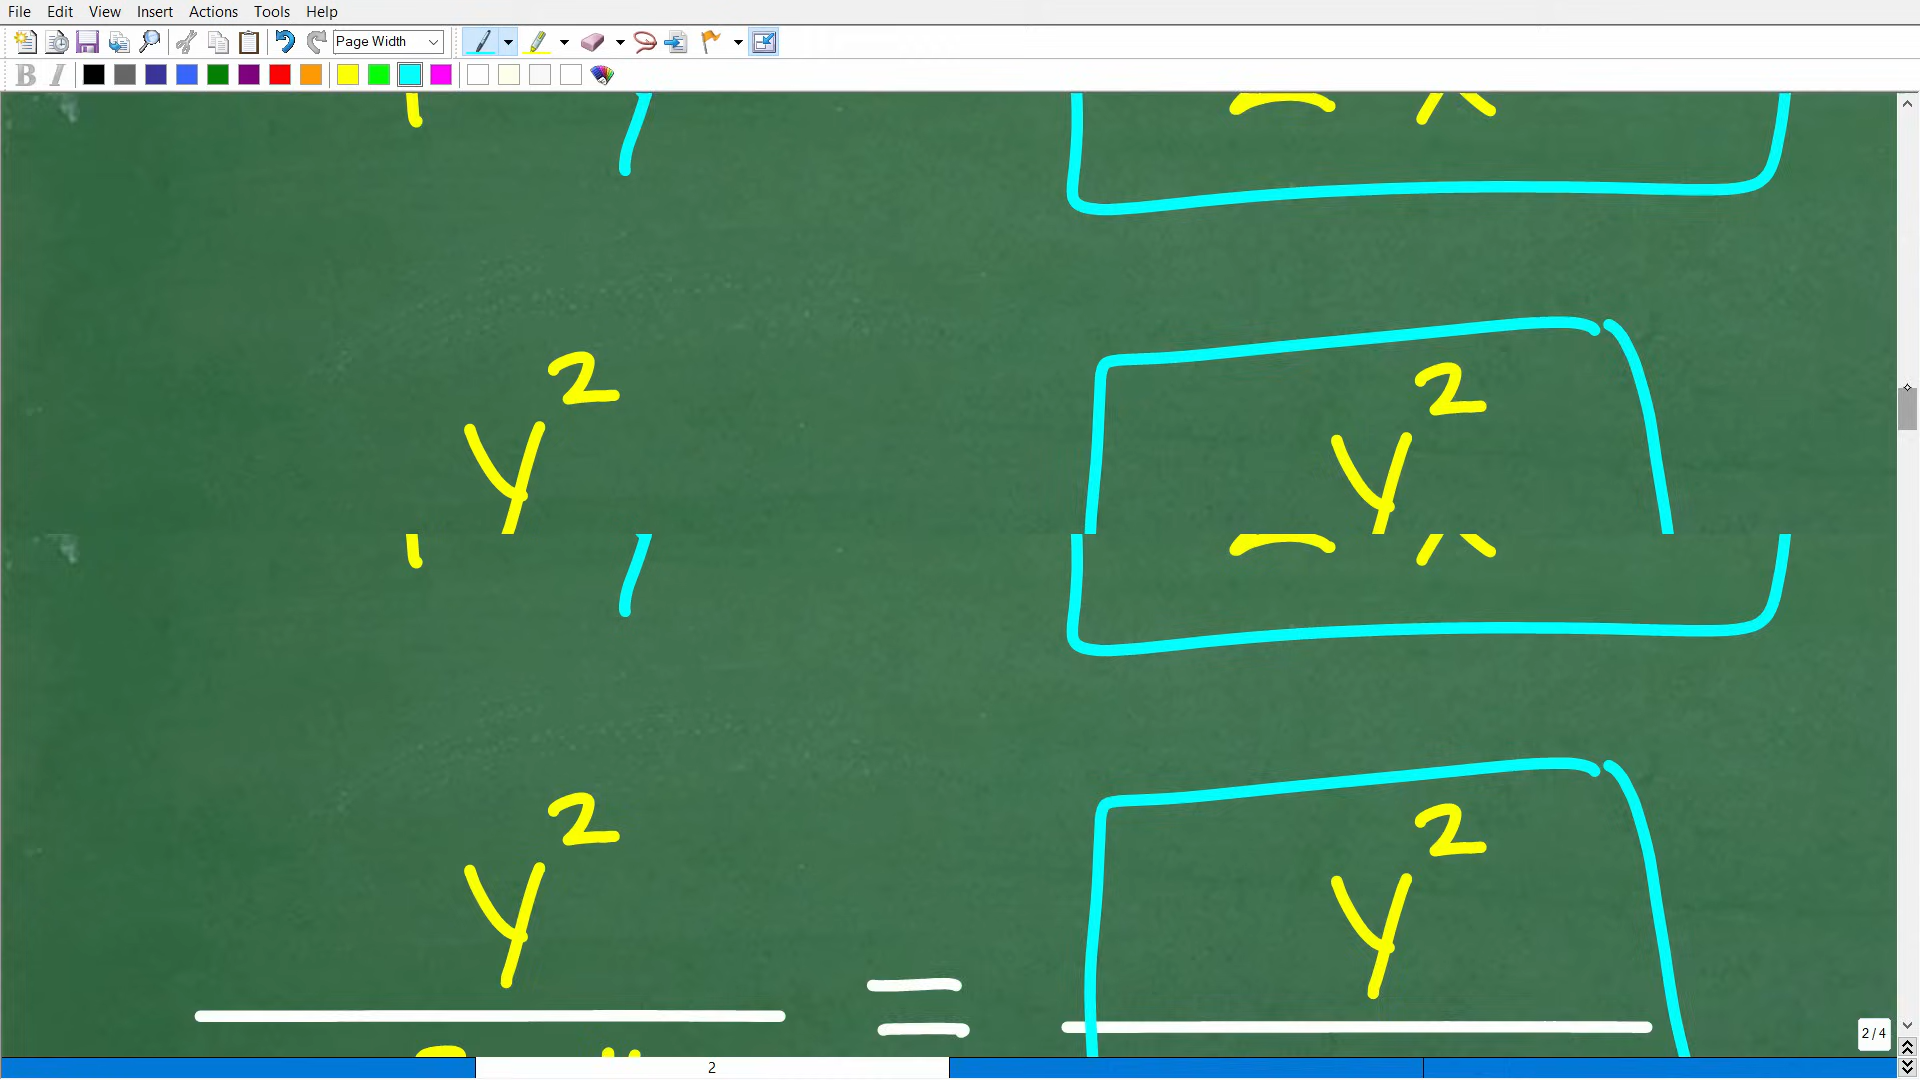 File Edit View Insert Actions Tools Help
Page Width
B I
y² y²
y² = y²
2 / 4
2